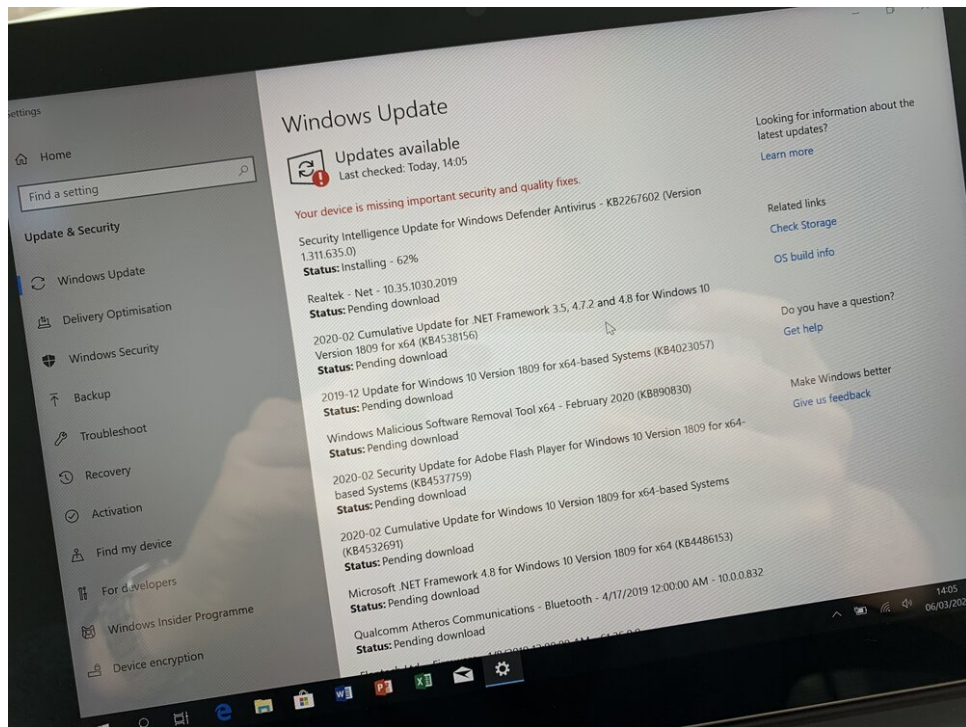 Settings
Home
Find a setting
Update & Security
Windows Update
Delivery Optimisation
Windows Security
Backup
Troubleshoot
Recovery
Activation
Find my device
For developers
Windows Insider Programme
Device encryption
Windows Update
Updates available
Last checked: Today, 14:05
Your device is missing important security and quality fixes.
Security Intelligence Update for Windows Defender Antivirus - KB2267602 (Version
1.311.635.0)
Status: Installing - 62%
Realtek - Net - 10.35.1030.2019
Status: Pending download
2020-02 Cumulative Update for .NET Framework 3.5, 4.7.2 and 4.8 for Windows 10
Version 1809 for x64 (KB4538156)
Status: Pending download
2019-12 Update for Windows 10 Version 1809 for x64-based Systems (KB4023057)
Status: Pending download
Windows Malicious Software Removal Tool x64 - February 2020 (KB890830)
Status: Pending download
2020-02 Security Update for Adobe Flash Player for Windows 10 Version 1809 for x64-
based Systems (KB4537759)
Status: Pending download
2020-02 Cumulative Update for Windows 10 Version 1809 for x64-based Systems
(KB4532691)
Status: Pending download
Microsoft .NET Framework 4.8 for Windows 10 Version 1809 for x64 (KB4486153)
Status: Pending download
Qualcomm Atheros Communications - Bluetooth - 4/17/2019 12:00:00 AM - 10.0.0.832
Status: Pending download
Looking for information about the
latest updates?
Learn more
Related links
Check Storage
OS build info
Do you have a question?
Get help
Make Windows better
Give us feedback
14:05
06/03/202